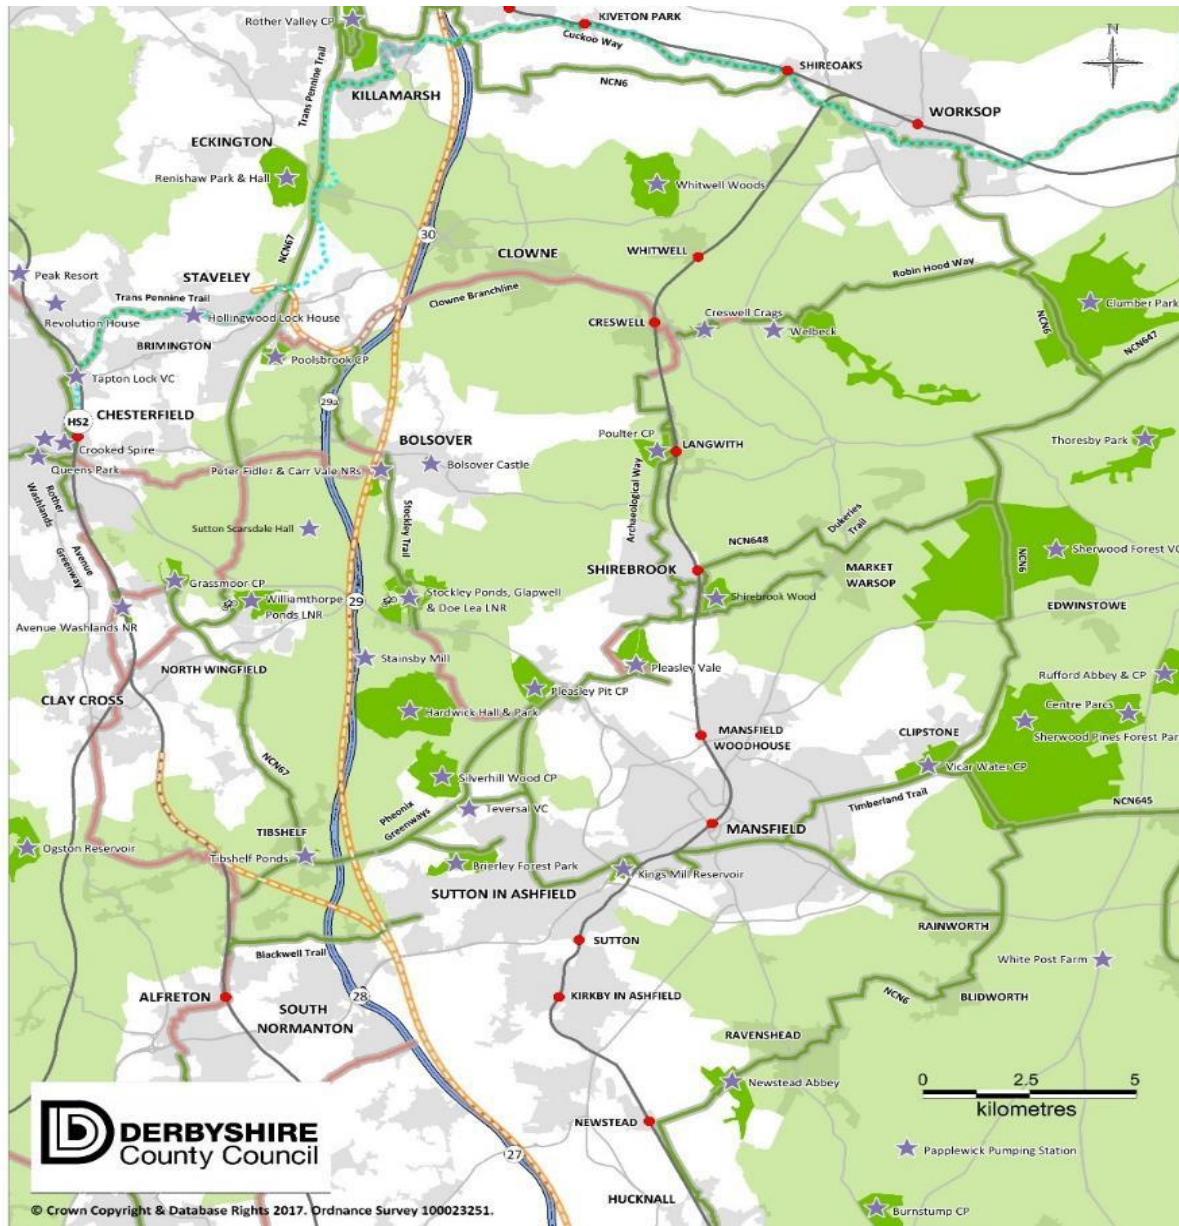 Rother Valley CP
KIVETON PARK
Cuckoo Way
N
SHIREOAKS
Trans Pennine Trail
NCN6
KILLAMARSH
WORKSOP
ECKINGTON
Renishaw Park & Hall
Whitwell Woods
30
NCN67
CLOWNE
WHITWELL
Robin Hood Way
Peak Resort
STAVELEY
Trans Pennine Trail
Clowne Branchline
Clumber Park
Revolution House
Hollingwood Lock House
CRESWELL
Creswell Crags
Welbeck
NCN6
NCN647
BRIMINGTON
Poolsbrook CP
Tapton Lock VC
29a
HS2
CHESTERFIELD
BOLSOVER
Poulter CP
LANGWITH
Thoresby Park
Crooked Spire
Queens Park
Peter Fidler & Carr Vale NRs
Bolsover Castle
Rother
Washlands
Stockley Trail
Archaeological Way
Sutton Scarsdale Hall
Dukeries
Trail
Avenue
Greenway
NCN648
NCN6
Sherwood Forest VC
SHIREBROOK
MARKET
WARSOP
Grassmoor CP
Williamthorpe
Ponds LNR
29
Stockley Ponds, Glapwell
& Doe Lea LNR
Shirebrook Wood
EDWINSTOWE
Avenue Washlands NR
NORTH WINGFIELD
Stainsby Mill
Pleasley Vale
Rufford Abbey & CP
CLAY CROSS
Pleasley Pit CP
Hardwick Hall & Park
Centre Parcs
MANSFIELD
WOODHOUSE
CLIPSTONE
Sherwood Pines Forest Par
NCN67
Silverhill Wood CP
Vicar Water CP
Pheonix
Greenways
Teversal VC
Timberland Trail
NCN645
TIBSHELF
MANSFIELD
Ogston Reservoir
Tibshelf Ponds
Brierley Forest Park
Kings Mill Reservoir
SUTTON IN ASHFIELD
RAINWORTH
Blackwell Trail
SUTTON
White Post Farm
ALFRETON
28
KIRKBY IN ASHFIELD
NCN6
BLIDWORTH
SOUTH
NORMANTON
RAVENSHEAD
Newstead Abbey
0 2.5 5
kilometres
DERBYSHIRE
County Council
NEWSTEAD
27
Papplewick Pumping Station
HUCKNALL
Burnstump CP
© Crown Copyright & Database Rights 2017. Ordnance Survey 100023251.